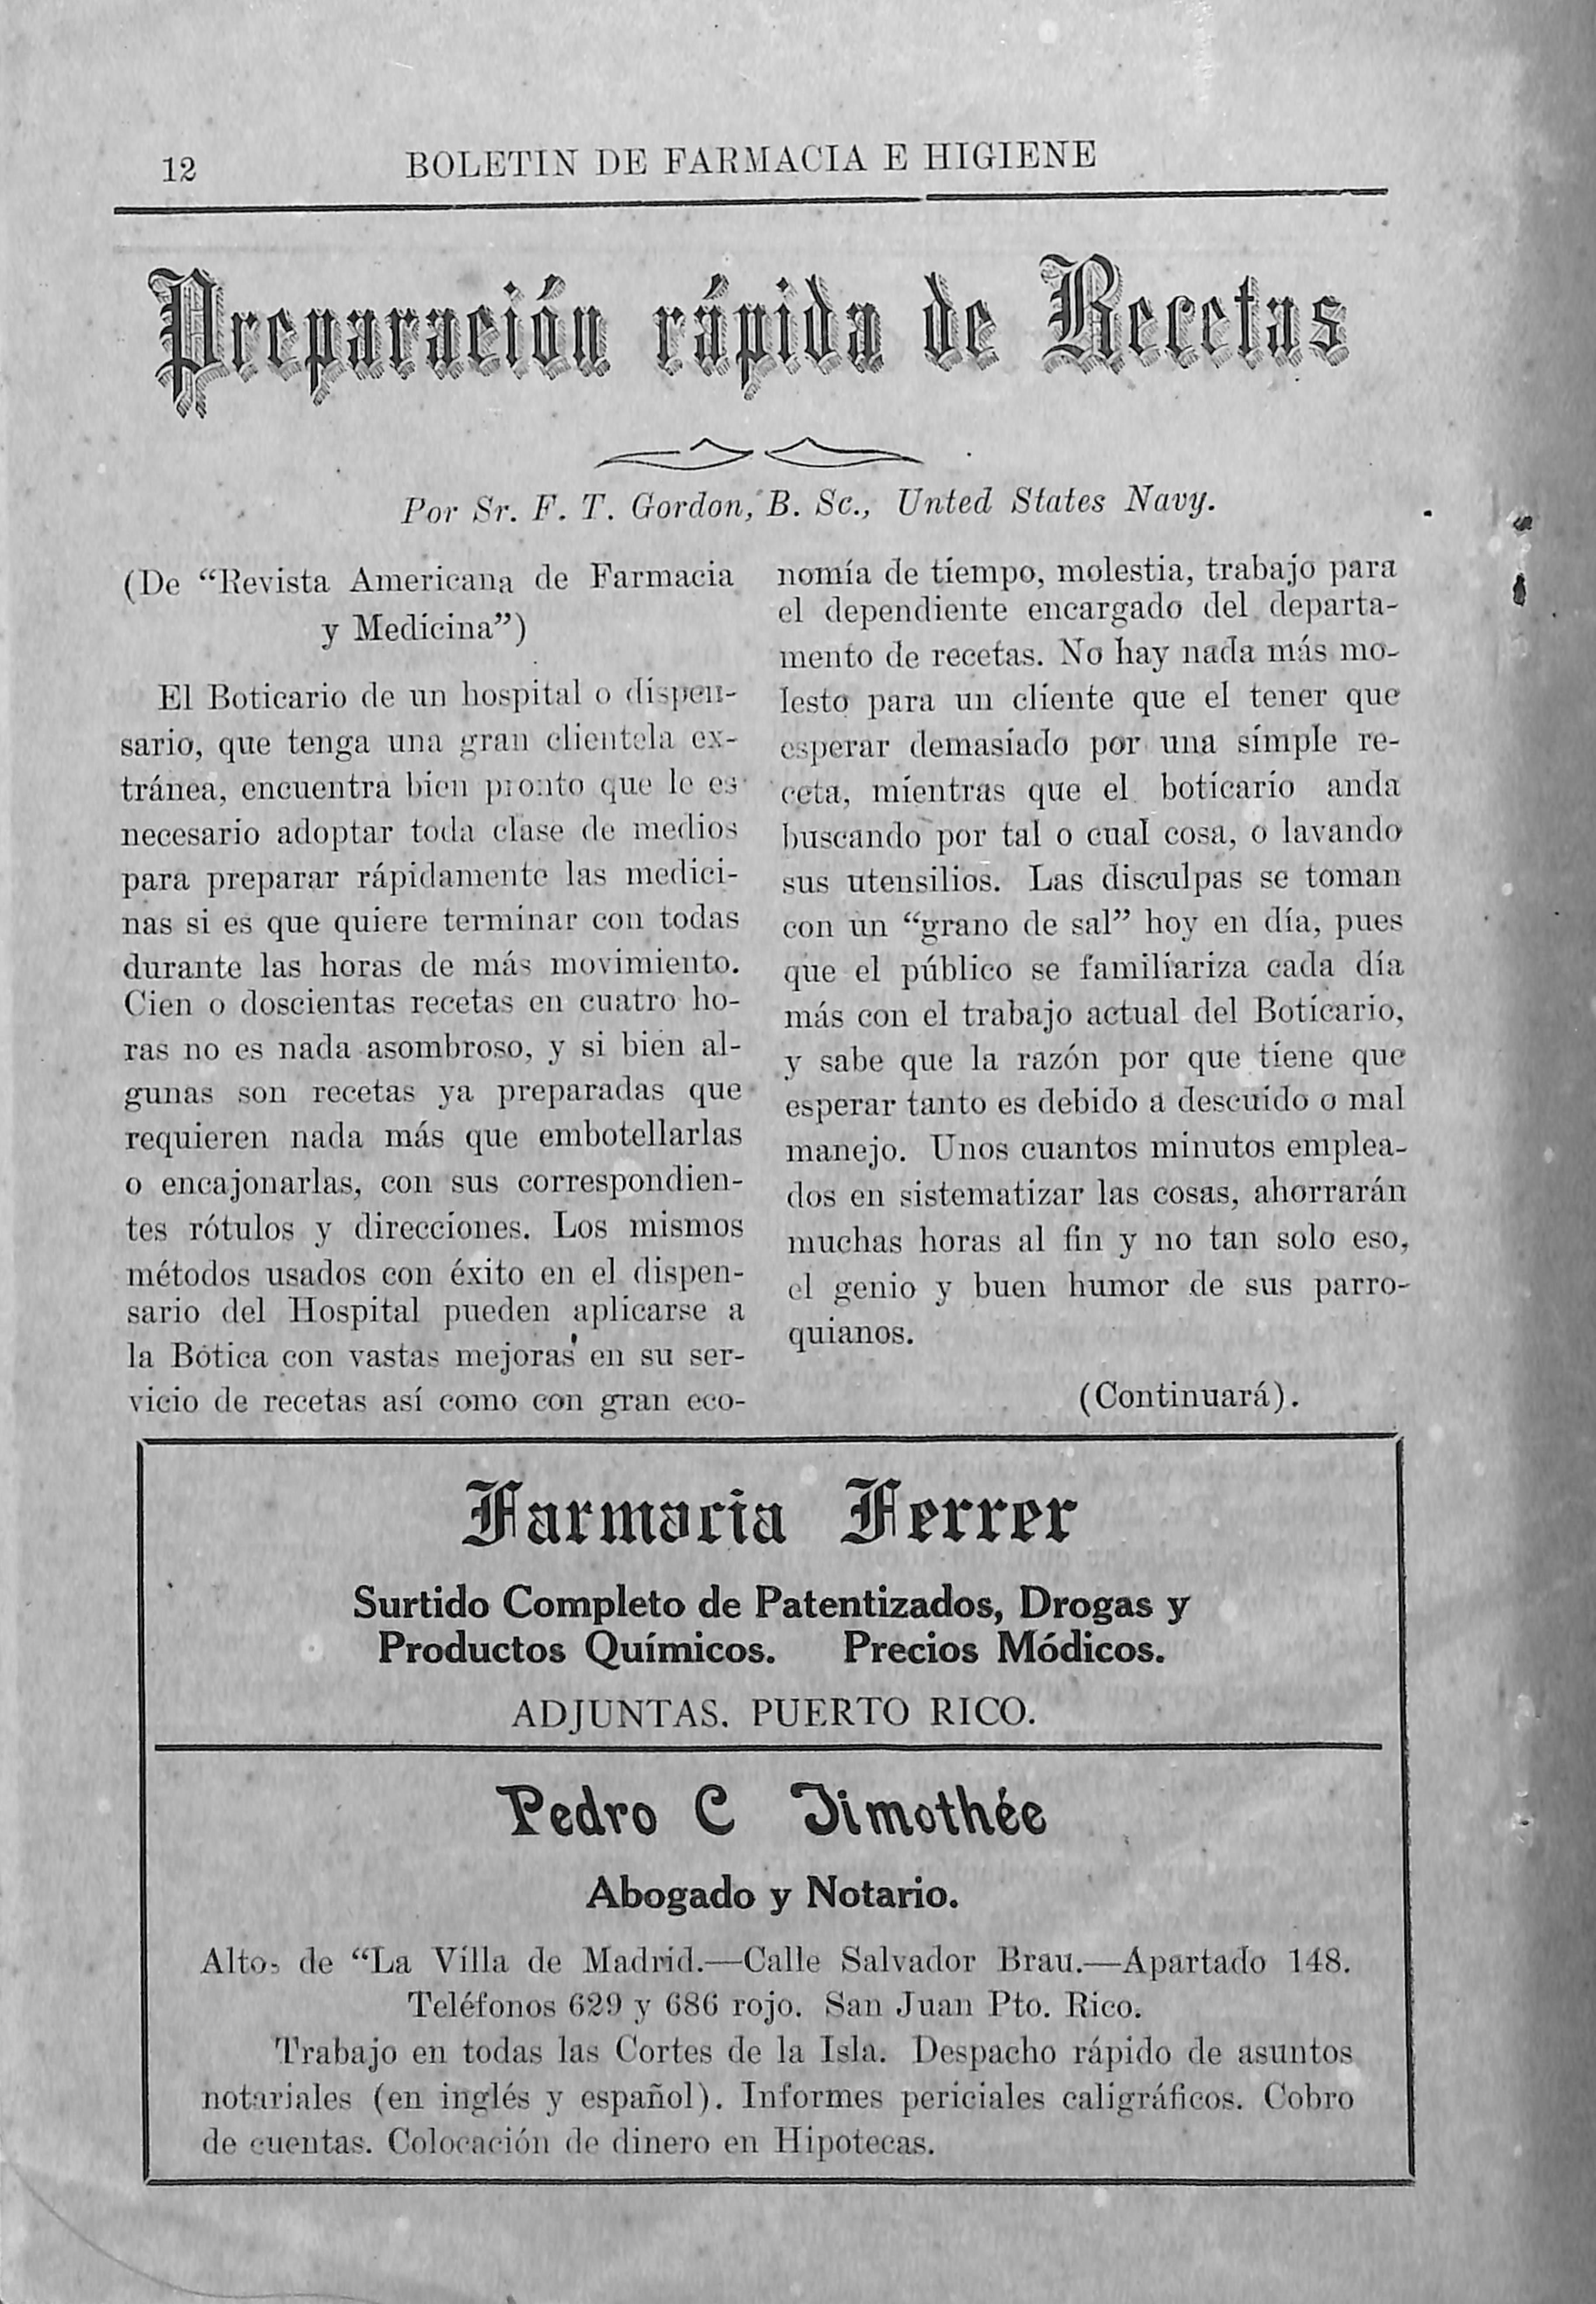 12
BOLETIN DE FARMACIA E HIGIENE
Preparación rápida de Recetas
Por Sr. F. T. Gordon, B. Sc., Unted States Navy.
(De “Revista Americana de Farmacia
y Medicina”)
El Boticario de un hospital o dispen-
sario, que tenga una gran clientela ex-
tránea, encuentra bien pronto que le es
necesario adoptar toda clase de medios
para preparar rápidamente las medici-
nas si es que quiere terminar con todas
durante las horas de más movimiento.
Cien o doscientas recetas en cuatro ho-
ras no es nada asombroso, y si bien al-
gunas son recetas ya preparadas que
requieren nada más que embotellarlas
o encajonarlas, con sus correspondien-
tes rótulos y direcciones. Los mismos
métodos usados con éxito en el dispen-
sario del Hospital pueden aplicarse a
la Botica con vastas mejoras en su ser-
vicio de recetas así como con gran eco-
nomía de tiempo, molestia, trabajo para
el dependiente encargado del departa-
mento de recetas. No hay nada más mo-
lesto para un cliente que el tener que
esperar demasiado por una simple re-
ceta, mientras que el boticario anda
buscando por tal o cual cosa, o lavando
sus utensilios. Las disculpas se toman
con un “grano de sal” hoy en día, pues
que el público se familiariza cada día
más con el trabajo actual del Boticario,
y sabe que la razón por que tiene que
esperar tanto es debido a descuido o mal
manejo. Unos cuantos minutos emplea-
dos en sistematizar las cosas, ahorrarán
muchas horas al fin y no tan solo eso,
el genio y buen humor de sus parro-
quianos.
(Continuará).
Farmacia Ferrer
Surtido Completo de Patentizados, Drogas y
Productos Químicos. Precios Módicos.
ADJUNTAS. PUERTO RICO.
Pedro C Timothée
Abogado y Notario.
Altos de “La Villa de Madrid.—Calle Salvador Brau.—Apartado 148.
Teléfonos 629 y 686 rojo. San Juan Pto. Rico.
Trabajo en todas las Cortes de la Isla. Despacho rápido de asuntos
notariales (en inglés y español). Informes periciales caligráficos. Cobro
de cuentas. Colocación de dinero en Hipotecas.